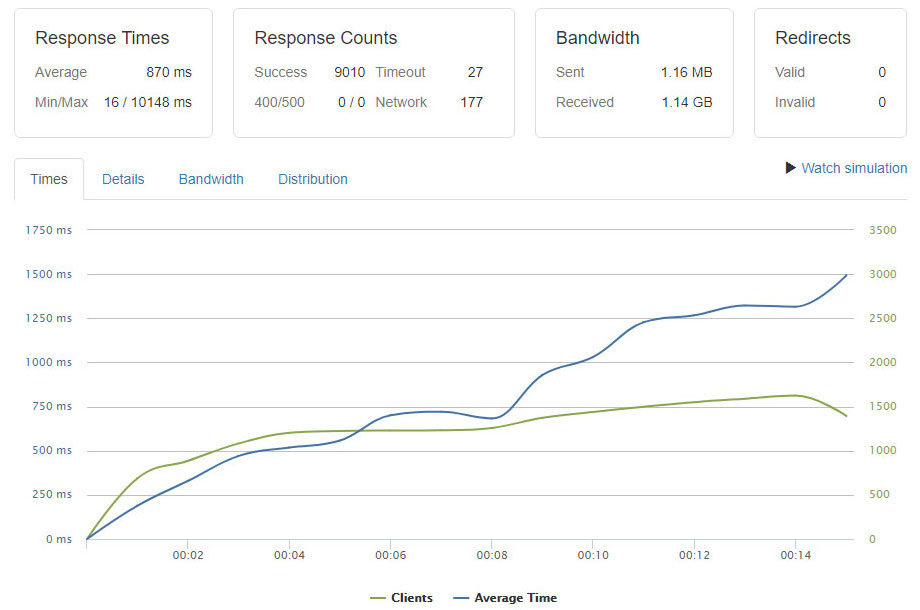 Response Times
Average 870 ms
Min/Max 16 / 10148 ms
Response Counts
Success 9010 Timeout 27
400/500 0 / 0 Network 177
Bandwidth
Sent 1.16 MB
Received 1.14 GB
Redirects
Valid 0
Invalid 0
Times Details Bandwidth Distribution
Watch simulation
1750 ms 3500
1500 ms 3000
1250 ms 2500
1000 ms 2000
750 ms 1500
500 ms 1000
250 ms 500
0 ms 0
00:02 00:04 00:06 00:08 00:10 00:12 00:14
Clients Average Time